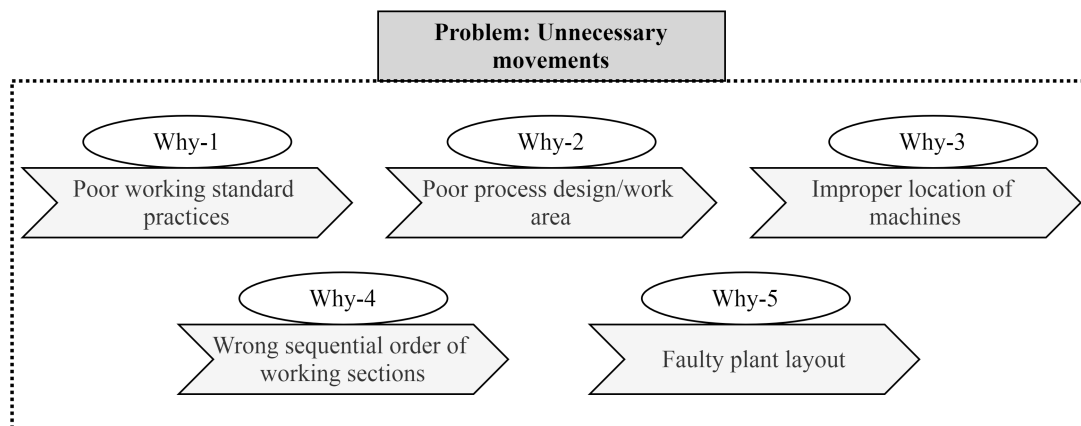 Problem: Unnecessary
movements
Why-1
Poor working standard
practices
Why-2
Poor process design/work
area
Why-3
Improper location of
machines
Why-4
Wrong sequential order of
working sections
Why-5
Faulty plant layout